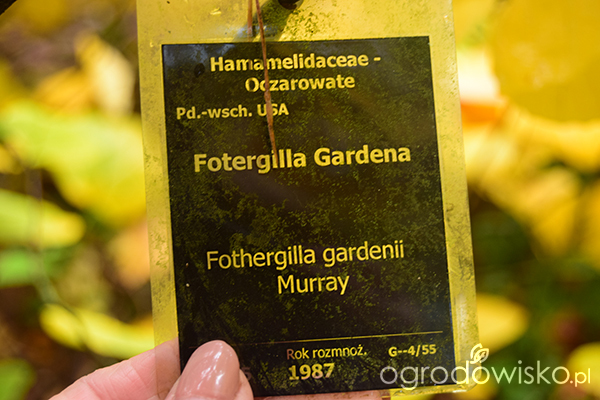 Hamamelidaceae -
Oczarowate
Pd.-wsch. USA
Fotergilla Gardena
Fothergilla gardenii
Murray
Rok rozmnoż. G--4/55
1987
ogrodowisko.pl